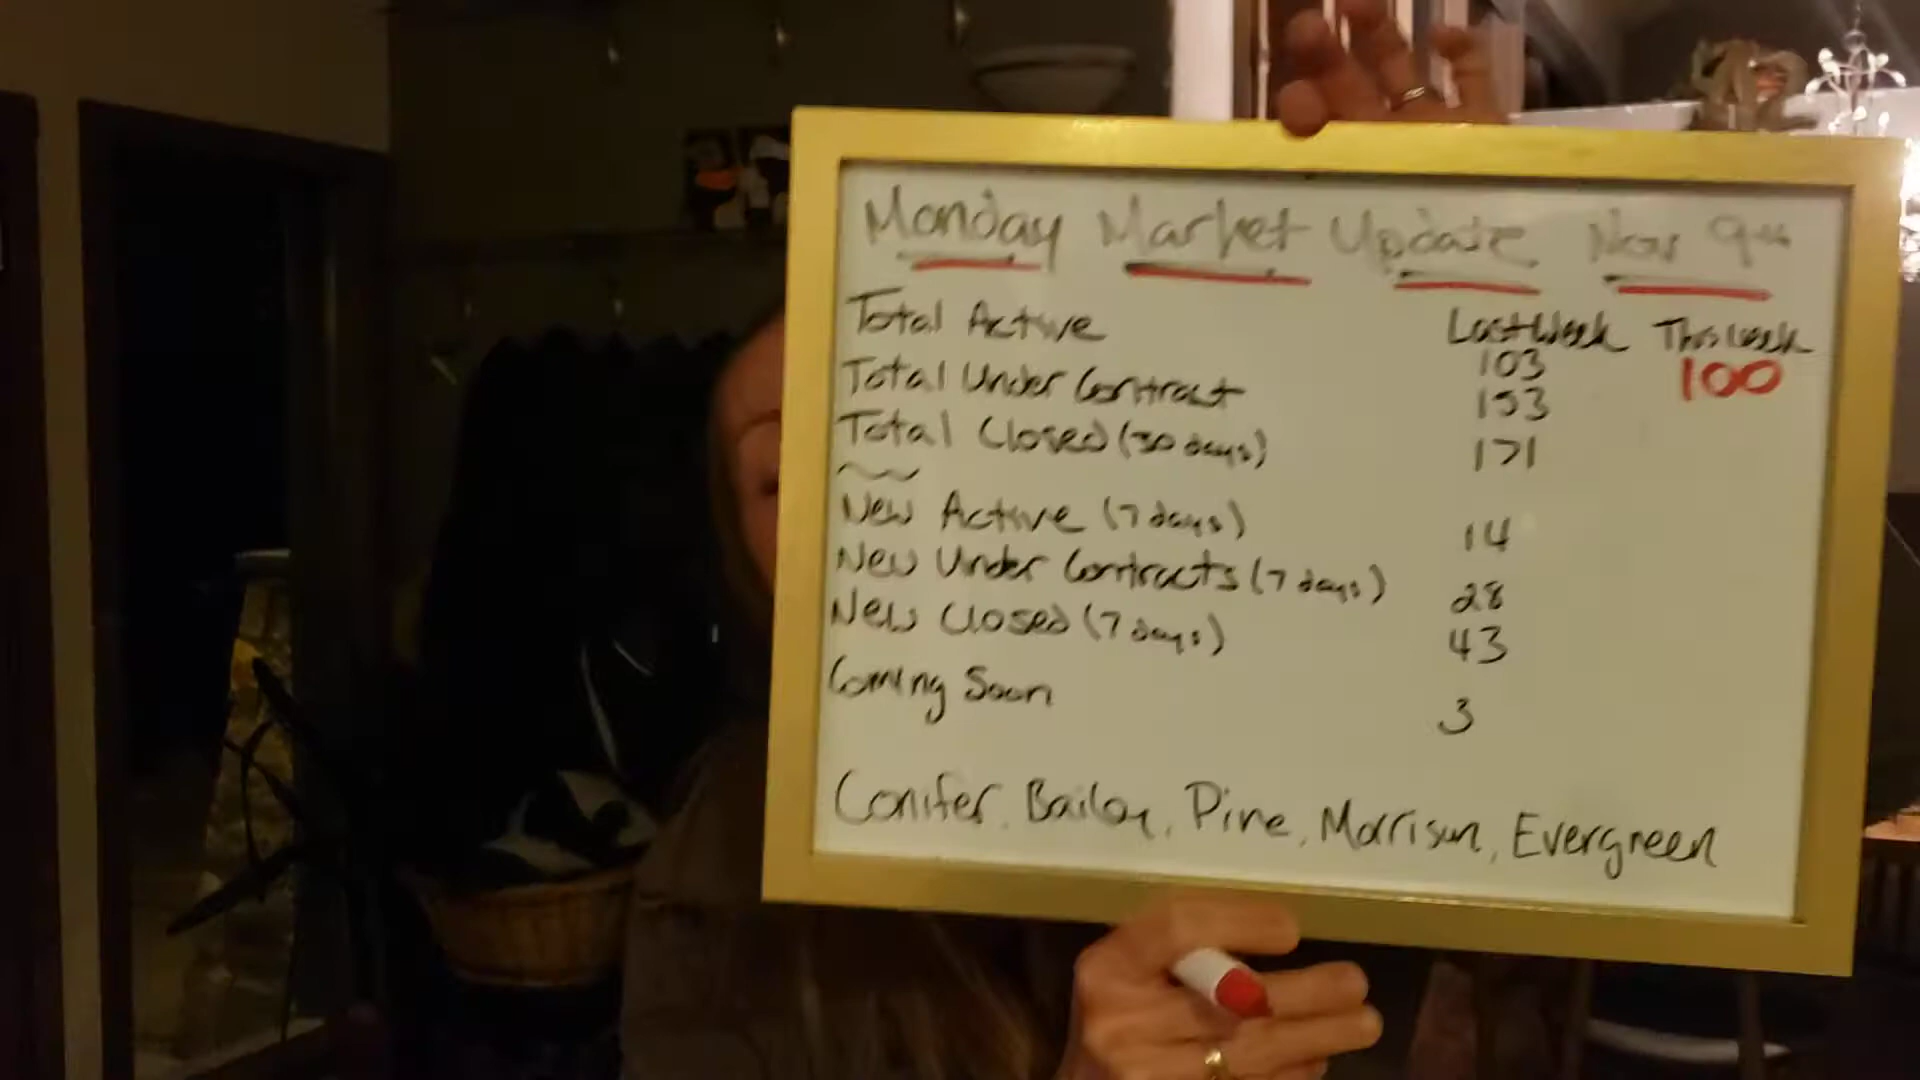 Monday Market Update Nov 9th
Last Week This week
Total Active 103 100
Total Under Contract 153
Total Closed (30 days) 171
New Active (7 days) 14
New Under Contracts (7 days) 28
New Closed (7 days) 43
Coming Soon 3
Conifer, Bailey, Pine, Morrison, Evergreen